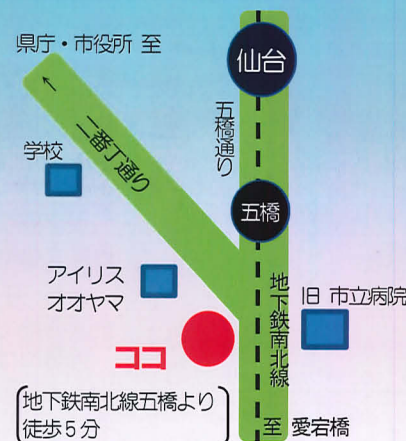 県庁・市役所 至
仙台
五橋通り
二番丁通り
学校
五橋
アイリス
オオヤマ
地下鉄南北線
旧 市立病院
ココ
地下鉄南北線五橋より
徒歩5分
至 愛宕橋